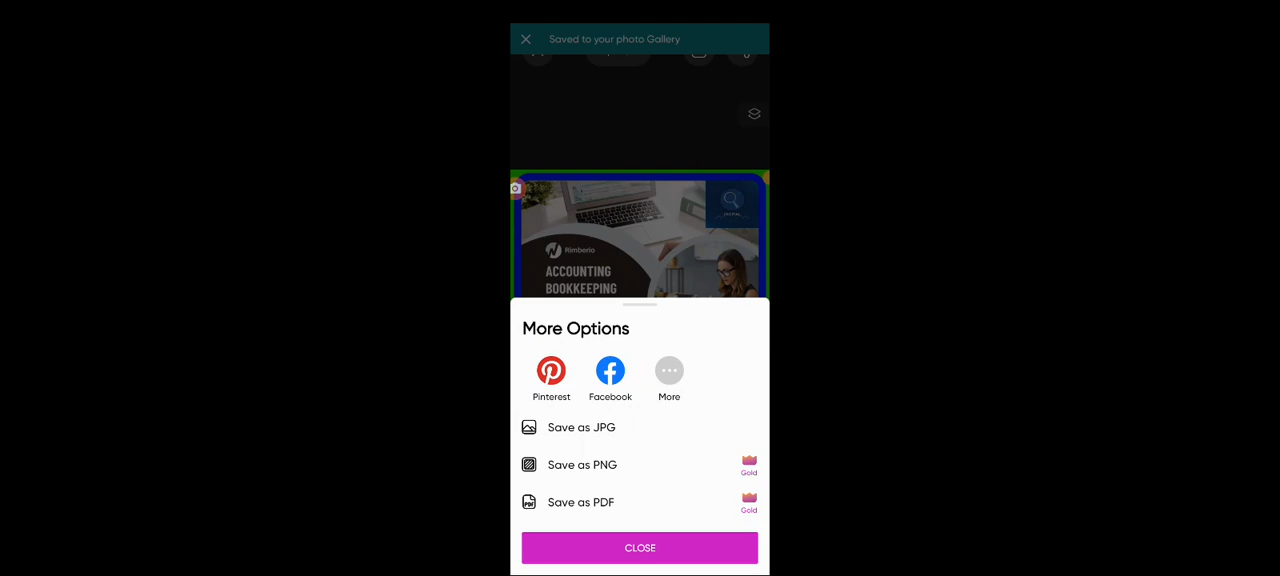 Saved to your photo Gallery
Rimberio
ACCOUNTING
BOOKKEEPING
More Options
Pinterest
Facebook
More
Save as JPG
Save as PNG
Gold
PDF
Save as PDF
Gold
CLOSE